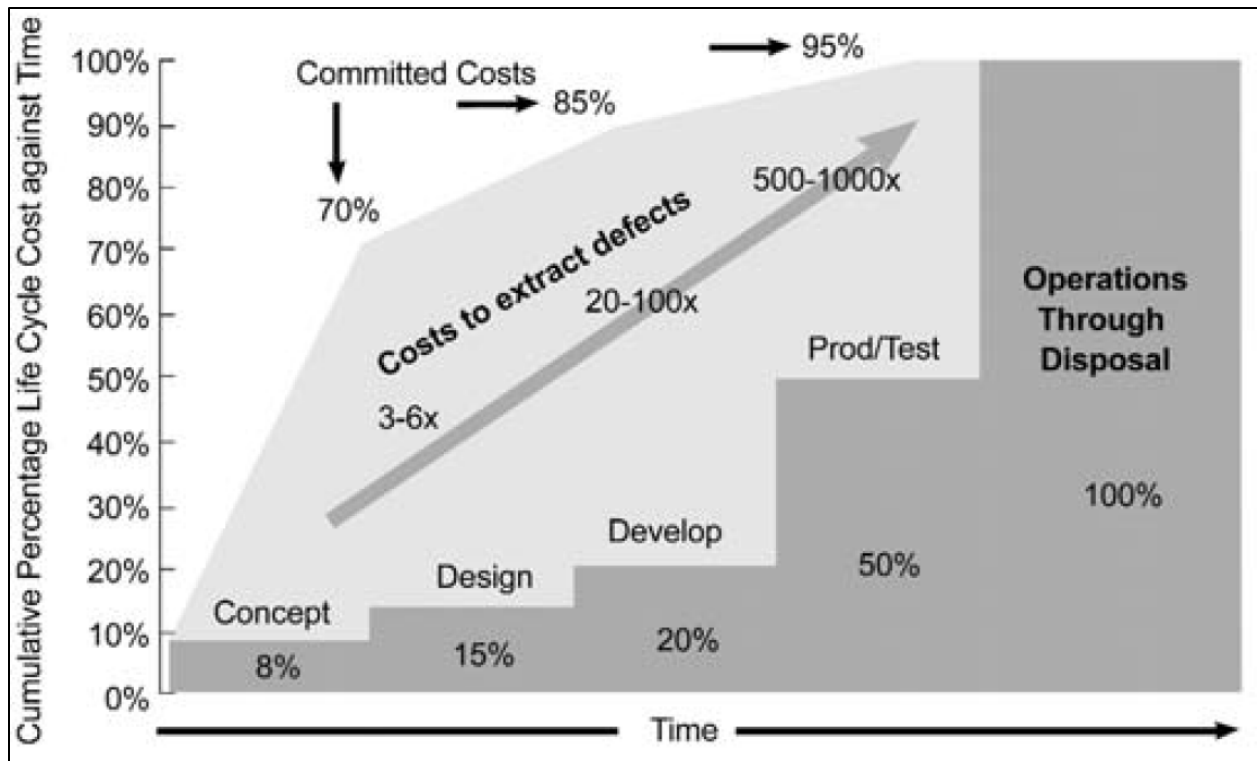 Cumulative Percentage Life Cycle Cost against Time
100%
90%
80%
70%
60%
50%
40%
30%
20%
10%
0%
Committed Costs
70%
85%
95%
Costs to extract defects
3-6x
20-100x
500-1000x
Concept
8%
Design
15%
Develop
20%
Prod/Test
50%
Operations
Through
Disposal
100%
Time